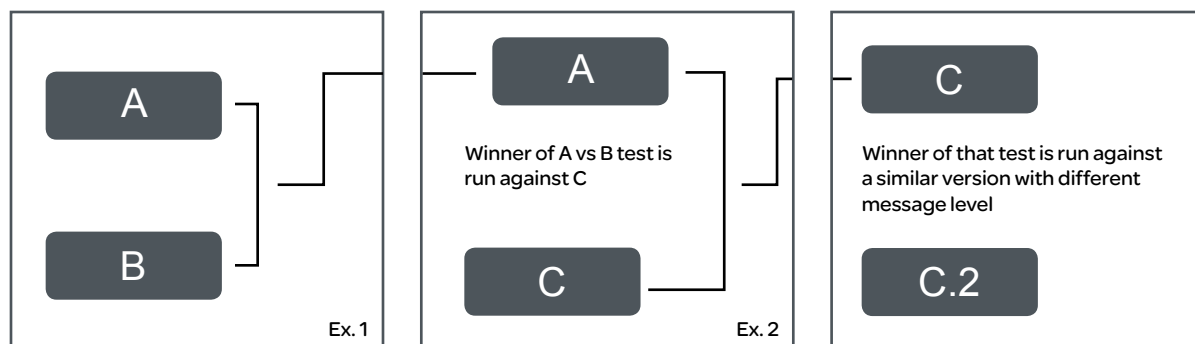 A
B
Ex. 1
A
Winner of A vs B test is
run against C
C
Ex. 2
C
Winner of that test is run against
a similar version with different
message level
C.2